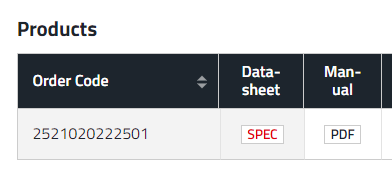 Products
Order Code
Data-
sheet
Man-
ual
2521020222501
SPEC
PDF